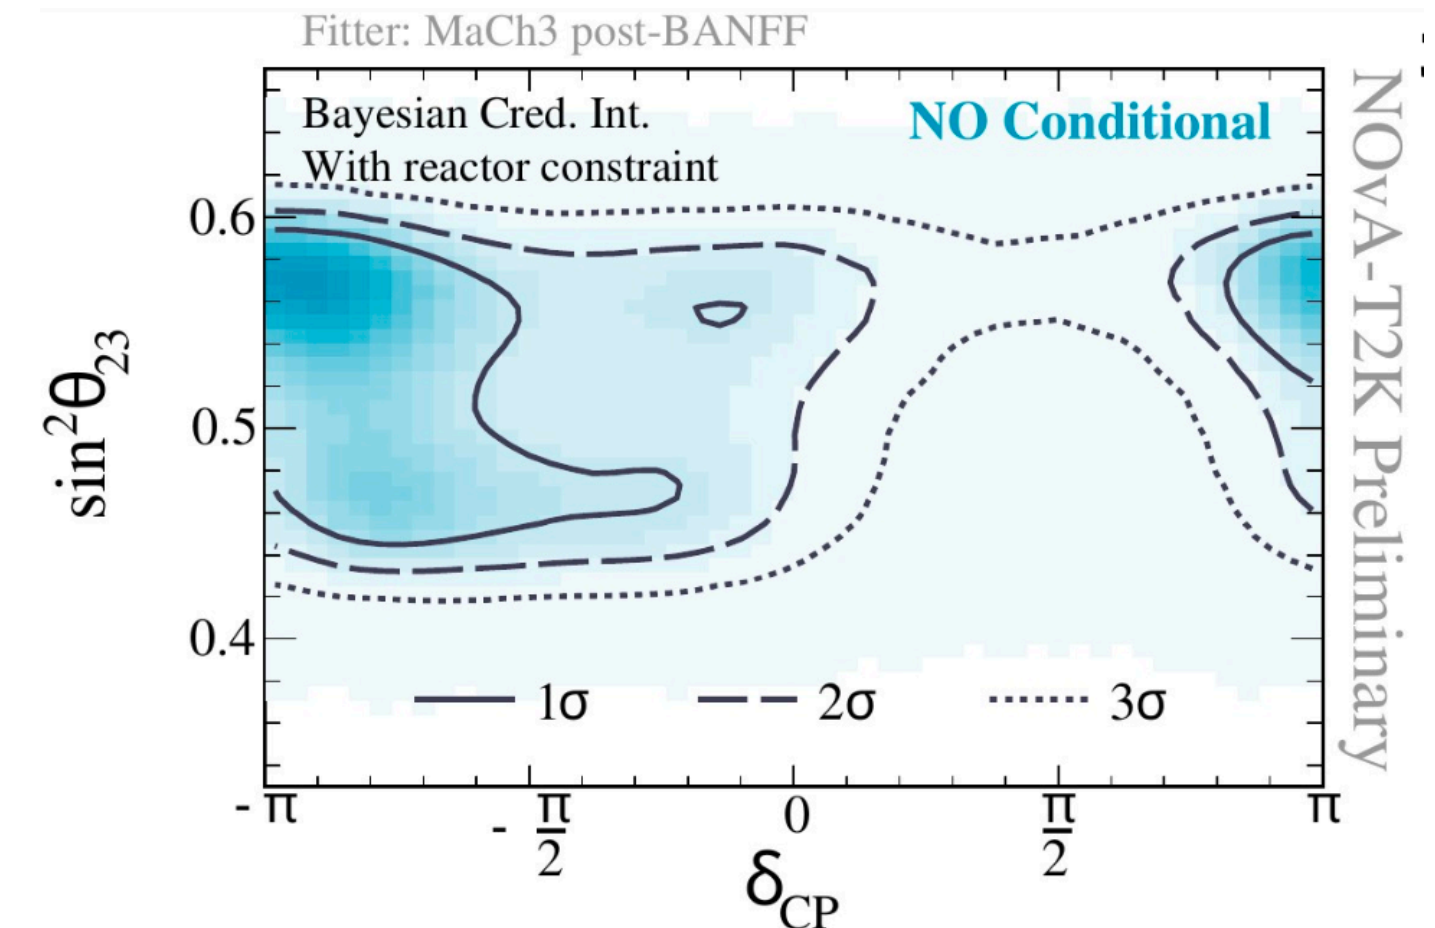 Fitter: MaCh3 post-BANFF
Bayesian Cred. Int.
With reactor constraint
NO Conditional
NOvA-T2K Preliminary
sin²θ₂₃
0.6
0.5
0.4
1σ 2σ 3σ
-π -π/2 0 π/2 π
δ_CP